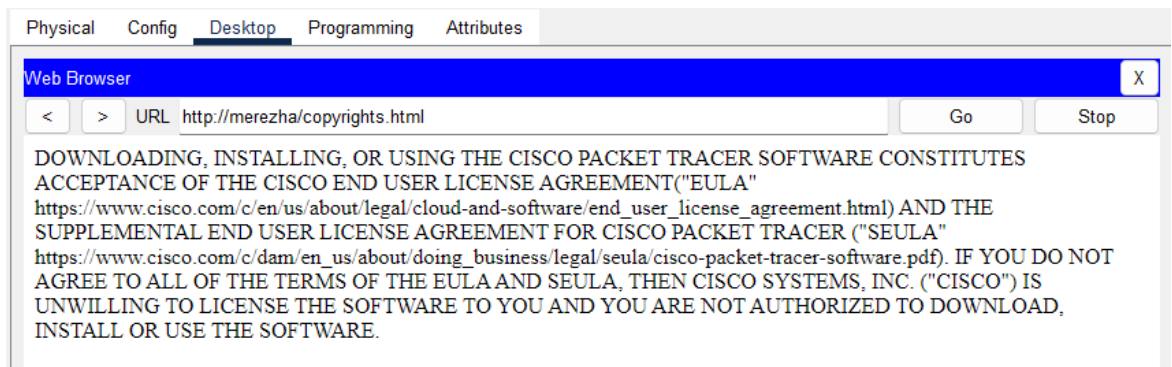 Physical Config Desktop Programming Attributes
Web Browser X
< > URL http://merezha/copyrights.html Go Stop
DOWNLOADING, INSTALLING, OR USING THE CISCO PACKET TRACER SOFTWARE CONSTITUTES
ACCEPTANCE OF THE CISCO END USER LICENSE AGREEMENT("EULA"
https://www.cisco.com/c/en/us/about/legal/cloud-and-software/end_user_license_agreement.html) AND THE
SUPPLEMENTAL END USER LICENSE AGREEMENT FOR CISCO PACKET TRACER ("SEULA"
https://www.cisco.com/c/dam/en_us/about/doing_business/legal/seula/cisco-packet-tracer-software.pdf). IF YOU DO NOT
AGREE TO ALL OF THE TERMS OF THE EULA AND SEULA, THEN CISCO SYSTEMS, INC. ("CISCO") IS
UNWILLING TO LICENSE THE SOFTWARE TO YOU AND YOU ARE NOT AUTHORIZED TO DOWNLOAD,
INSTALL OR USE THE SOFTWARE.